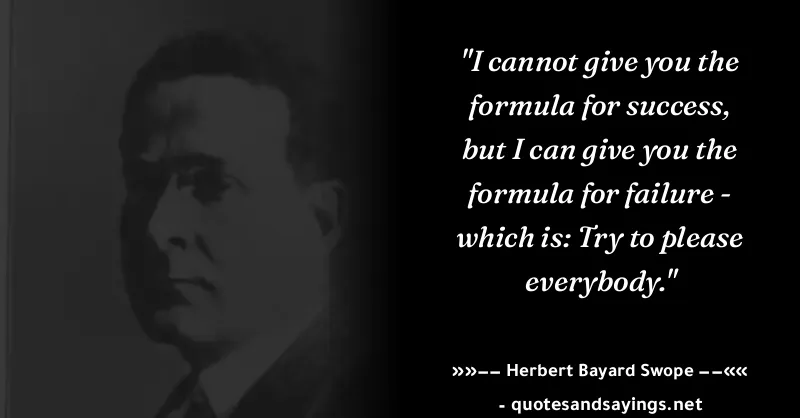 "I cannot give you the
formula for success,
but I can give you the
formula for failure -
which is: Try to please
everybody."
»»−− Herbert Bayard Swope −−««
- quotesandsayings.net